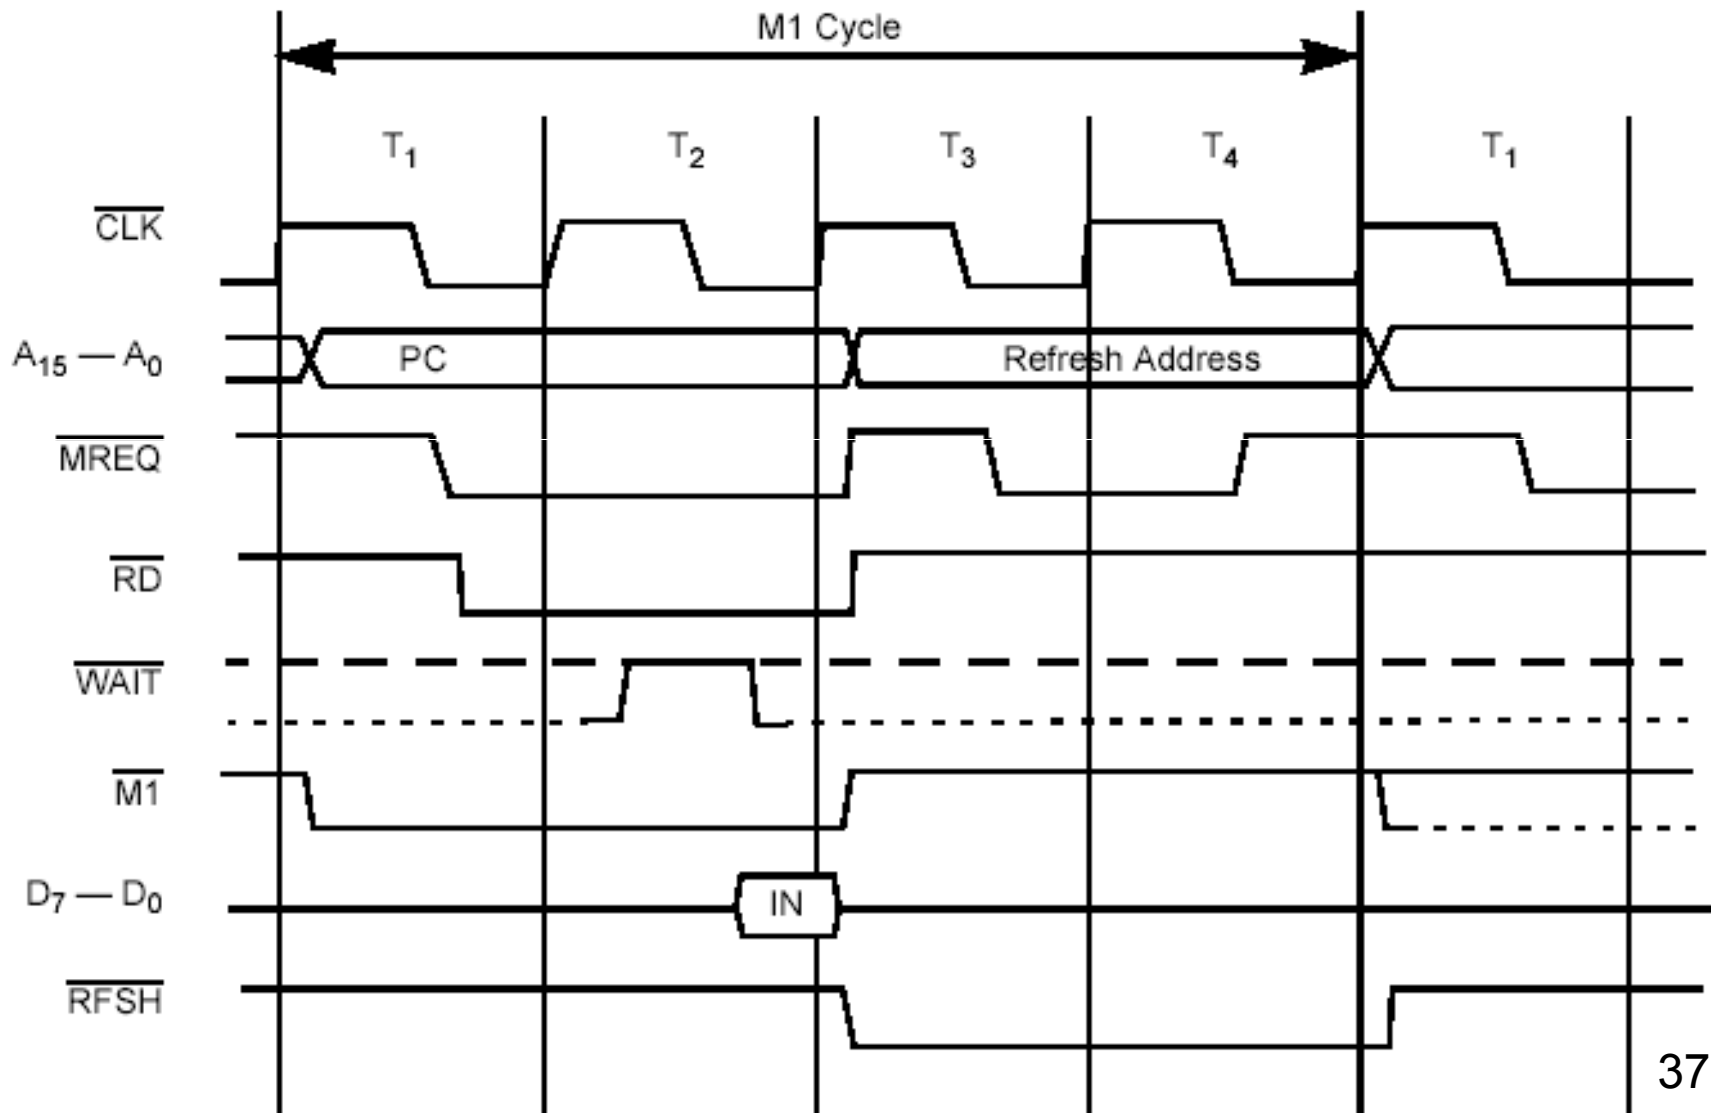 M1 Cycle
T1 T2 T3 T4 T1
CLK
A15 — A0 PC Refresh Address
MREQ
RD
WAIT
M1
D7 — D0 IN
RFSH
37